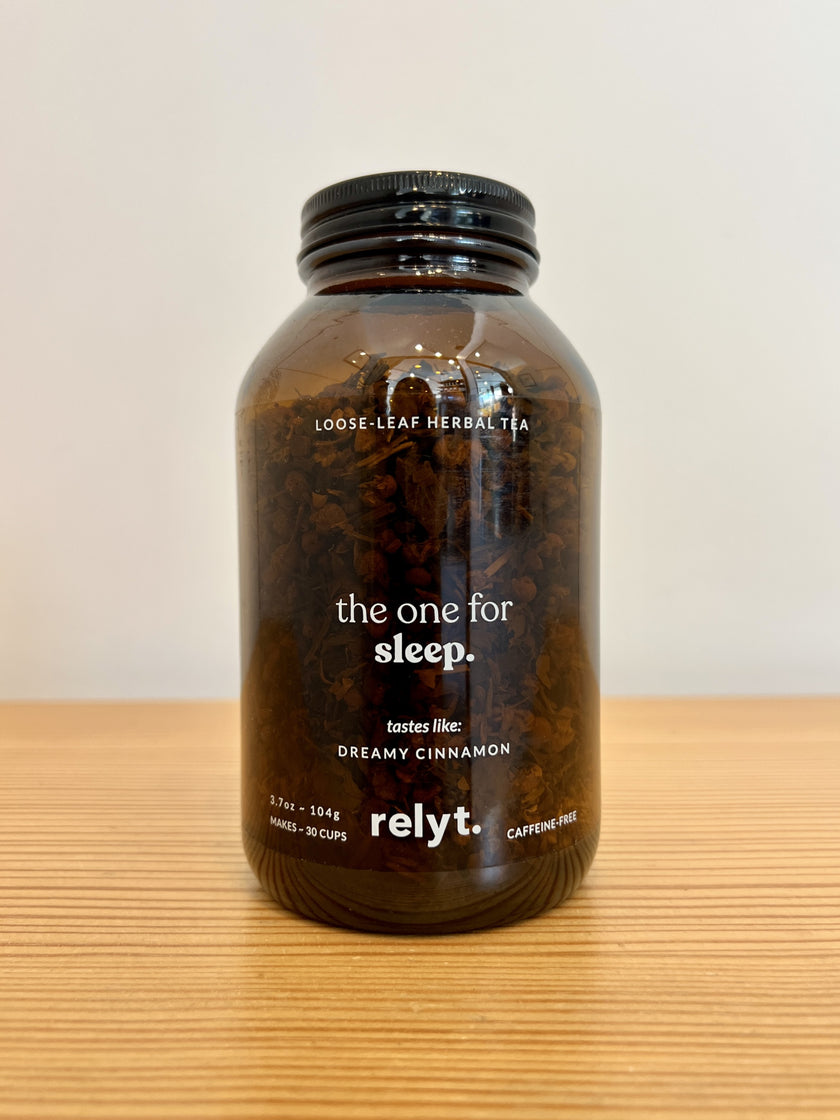 LOOSE-LEAF HERBAL TEA
the one for
sleep.
tastes like:
DREAMY CINNAMON
3.7oz ~ 104g
MAKES ~ 30 CUPS
relyt.
CAFFEINE-FREE